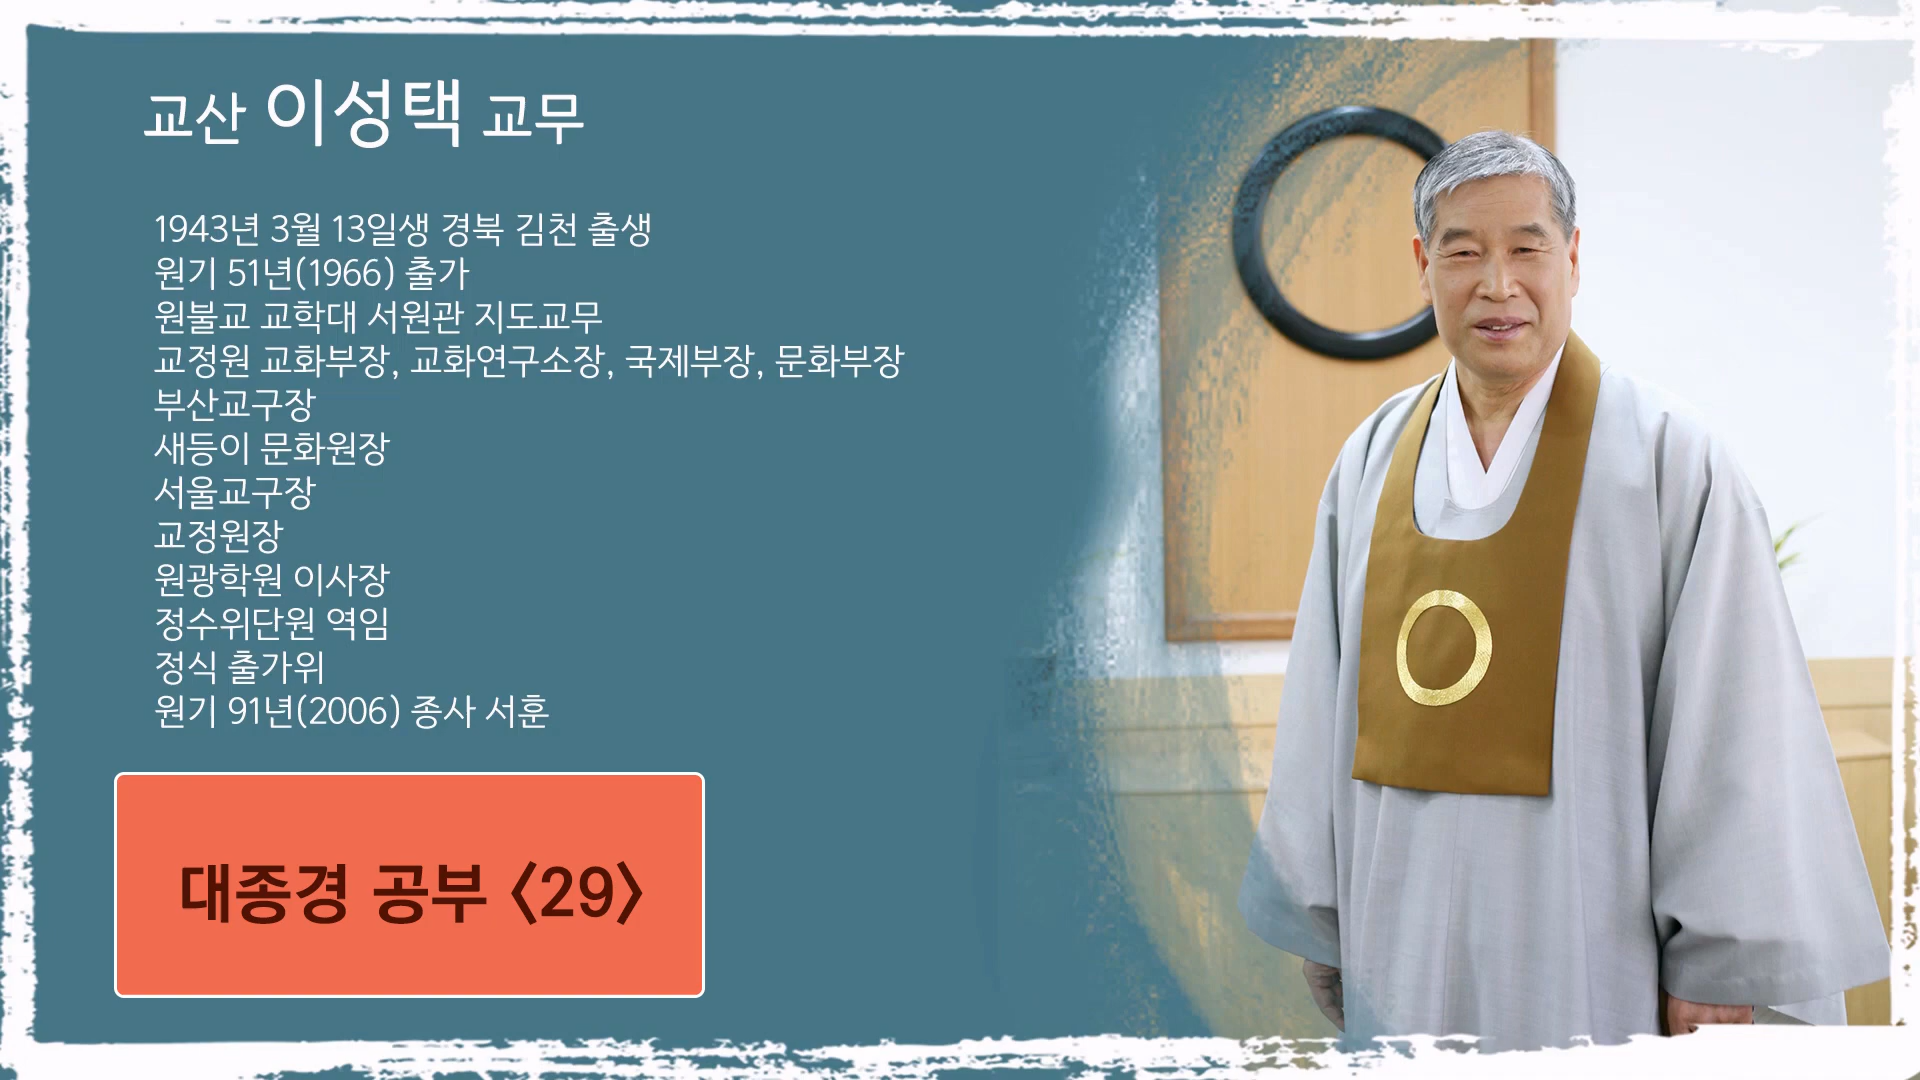 교산 이성택 교무
1943년 3월 13일생 경북 김천 출생
원기 51년(1966) 출가
원불교 교학대 서원관 지도교무
교정원 교화부장, 교화연구소장, 국제부장, 문화부장
부산교구장
새등이 문화원장
서울교구장
교정원장
원광학원 이사장
정수위단원 역임
정식 출가위
원기 91년(2006) 종사 서훈
대종경 공부 <29>